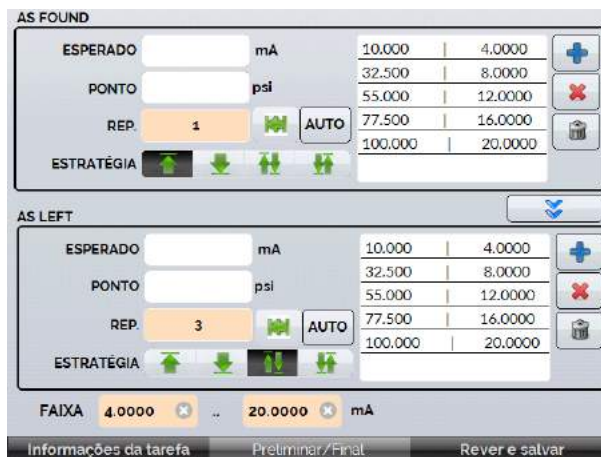 AS FOUND
ESPERADO mA
PONTO psi
REP. 1 AUTO
ESTRATÉGIA
10.000 | 4.0000
32.500 | 8.0000
55.000 | 12.0000
77.500 | 16.0000
100.000 | 20.0000
AS LEFT
ESPERADO mA
PONTO psi
REP. 3 AUTO
ESTRATÉGIA
10.000 | 4.0000
32.500 | 8.0000
55.000 | 12.0000
77.500 | 16.0000
100.000 | 20.0000
FAIXA 4.0000 .. 20.0000 mA
Informações da tarefa Preliminar/Final Rever e salvar